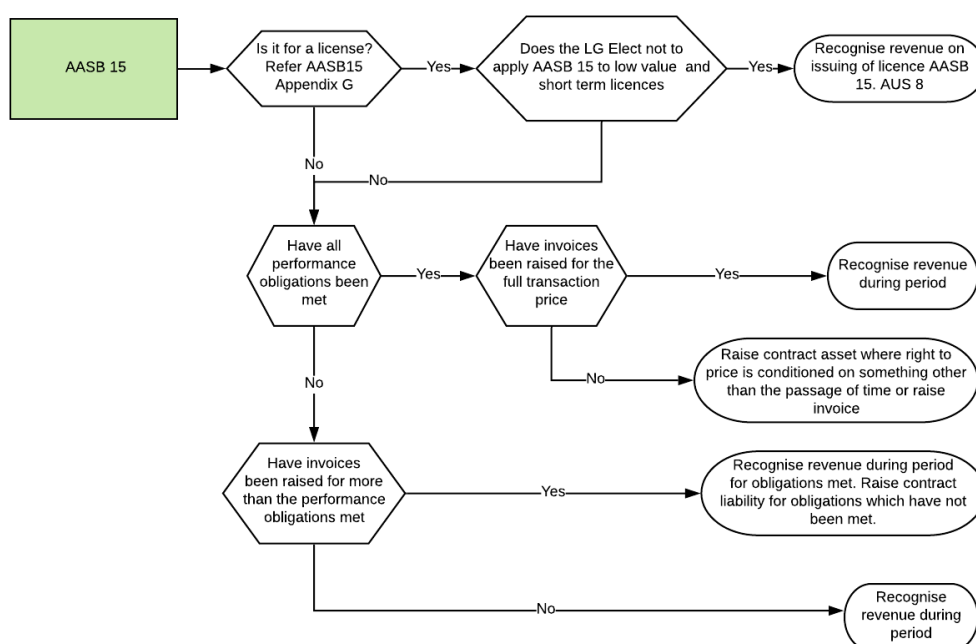 AASB 15
Is it for a license?
Refer AASB15
Appendix G
Yes
Does the LG Elect not to
apply AASB 15 to low value and
short term licences
Yes
Recognise revenue on
issuing of licence AASB
15. AUS 8
No
No
Have all
performance
obligations been
met
Yes
Have invoices
been raised for the
full transaction
price
Yes
Recognise revenue
during period
No
Raise contract asset where right to
price is conditioned on something other
than the passage of time or raise
invoice
No
Have invoices
been raised for more
than the performance
obligations met
Yes
Recognise revenue during period
for obligations met. Raise contract
liability for obligations which have not
been met.
No
Recognise
revenue during
period